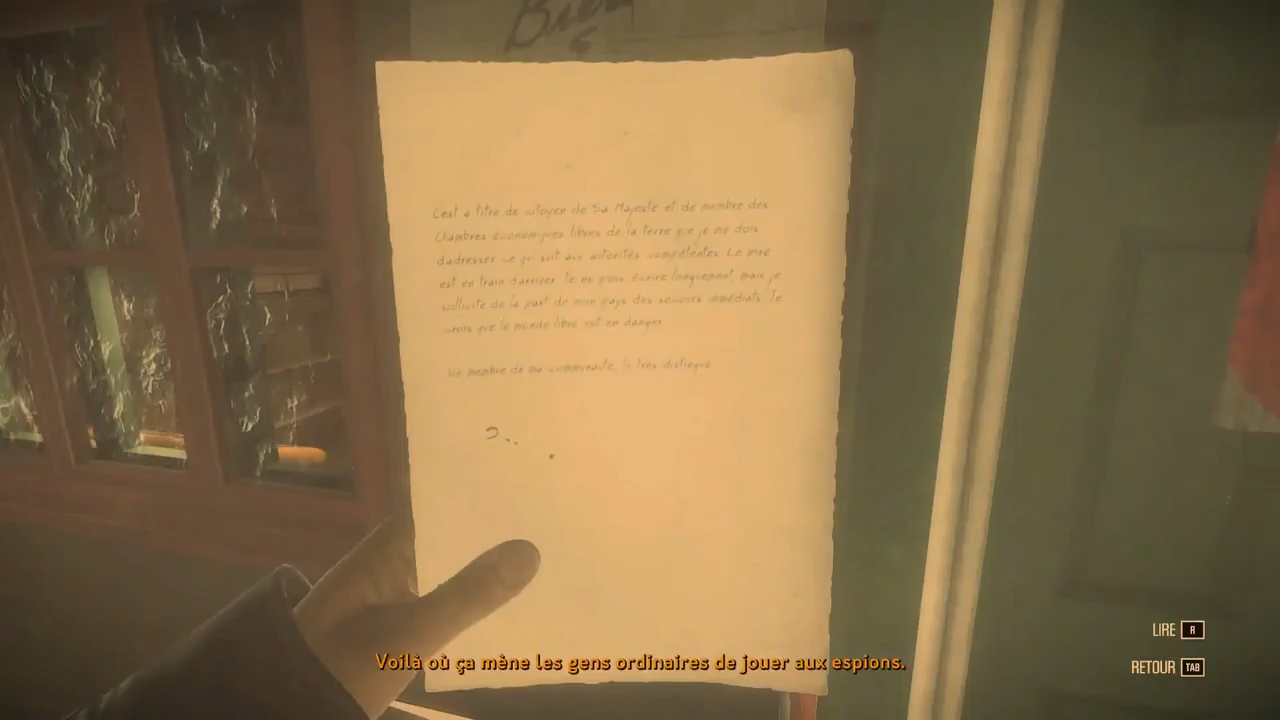 C'est a titre de citoyen de Sa Majesté et de membre des
Chambres économiques libres de la terre que je me dois
d'adresser ce qi suit aux autorités compétentes. Le pire
est en train d'arriver. Je ne peux écrire longuement, mais je
sollicite de la part de mon pays des secours immédiats. Je
crois que le monde libre est en danger
Un membre de ma communauté, le très distingué
LIRE R
Voilà où ça mène les gens ordinaires de jouer aux espions.
RETOUR TAB